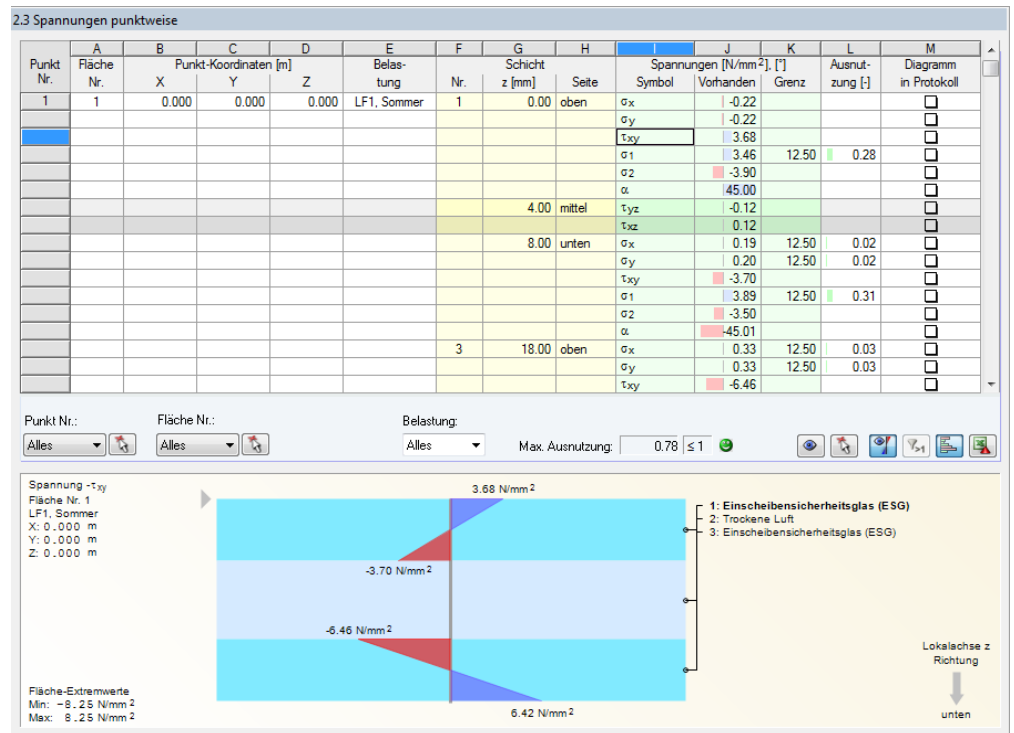 2.3 Spannungen punktweise
A B C D E F G H I J K L M
Punkt Fläche Punkt-Koordinaten [m] Belas- Schicht Spannungen [N/mm²], [°] Ausnut- Diagramm
Nr. Nr. X Y Z tung Nr. z [mm] Seite Symbol Vorhanden Grenz zung [-] in Protokoll
1 1 0.000 0.000 0.000 LF1, Sommer 1 0.00 oben σx -0.22
σy -0.22
τxy 3.68
σ1 3.46 12.50 0.28
σ2 -3.90
α 45.00
4.00 mittel τyz -0.12
τxz 0.12
8.00 unten σx 0.19 12.50 0.02
σy 0.20 12.50 0.02
τxy -3.70
σ1 3.89 12.50 0.31
σ2 -3.50
α -45.01
3 18.00 oben σx 0.33 12.50 0.03
σy 0.33 12.50 0.03
τxy -6.46
Punkt Nr.: Fläche Nr.: Belastung:
Alles Alles Alles Max. Ausnutzung: 0.78 ≤ 1
Spannung -τxy
Fläche Nr. 1
LF1, Sommer
X: 0.000 m
Y: 0.000 m
Z: 0.000 m
3.68 N/mm²
-3.70 N/mm²
-6.46 N/mm²
6.42 N/mm²
1: Einscheibensicherheitsglas (ESG)
2: Trockene Luft
3: Einscheibensicherheitsglas (ESG)
Lokalachse z
Richtung
unten
Fläche-Extremwerte
Min: -8.25 N/mm²
Max: 8.25 N/mm²